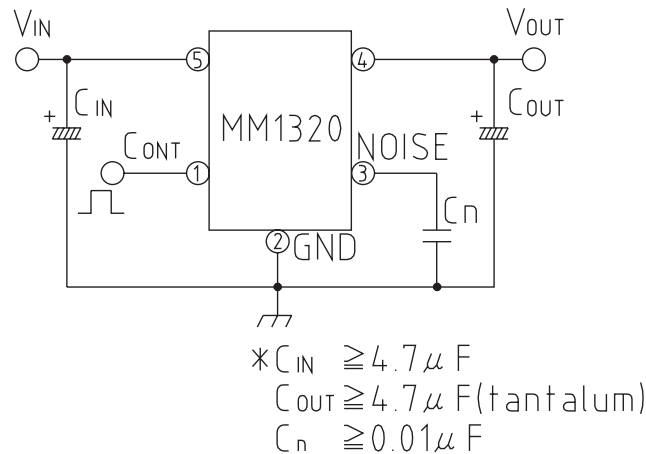 VIN
VOUT
5
4
+ CIN
+ COUT
MM1320
CONT
NOISE
1
3
Cn
2 GND
*CIN ≧4.7μF
COUT ≧4.7μF(tantalum)
Cn ≧0.01μF